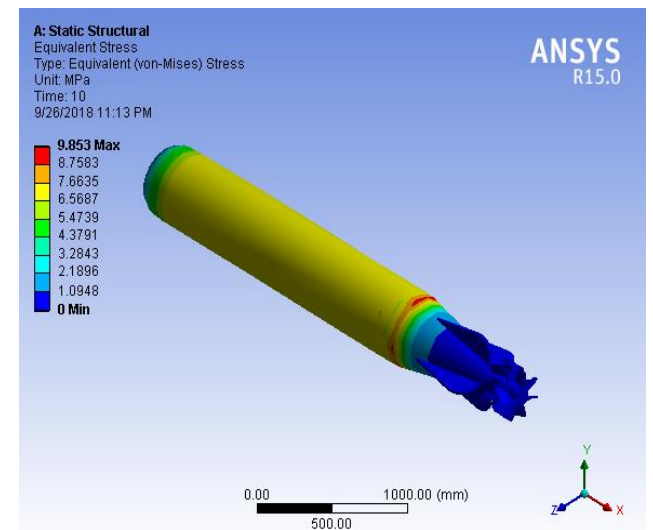 A: Static Structural
Equivalent Stress
Type: Equivalent (von-Mises) Stress
Unit: MPa
Time: 10
9/26/2018 11:13 PM
ANSYS
R15.0
9.853 Max
8.7583
7.6635
6.5687
5.4739
4.3791
3.2843
2.1896
1.0948
0 Min
0.00 1000.00 (mm)
500.00
Y
Z X